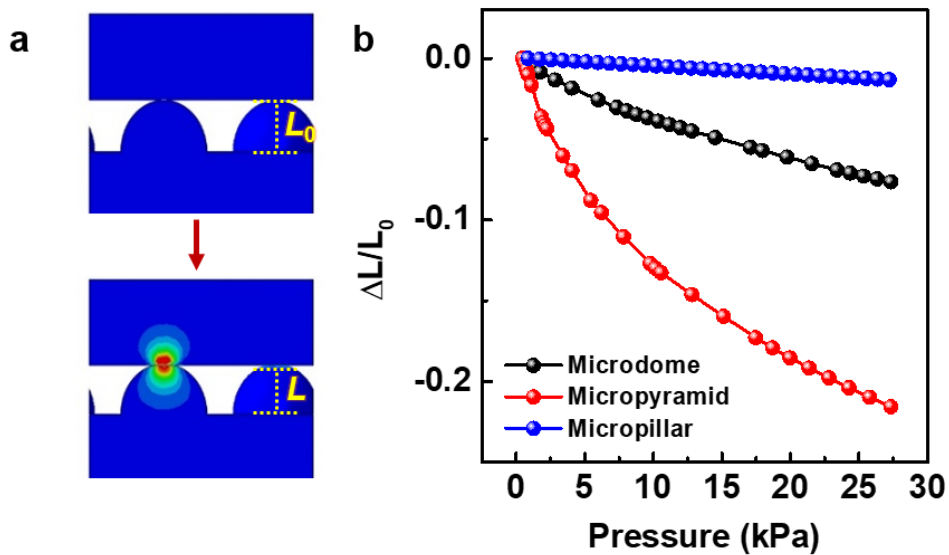 a
L₀
L
b
ΔL/L₀
0.0
-0.1
-0.2
Microdome
Micropyramid
Micropillar
0 5 10 15 20 25 30
Pressure (kPa)